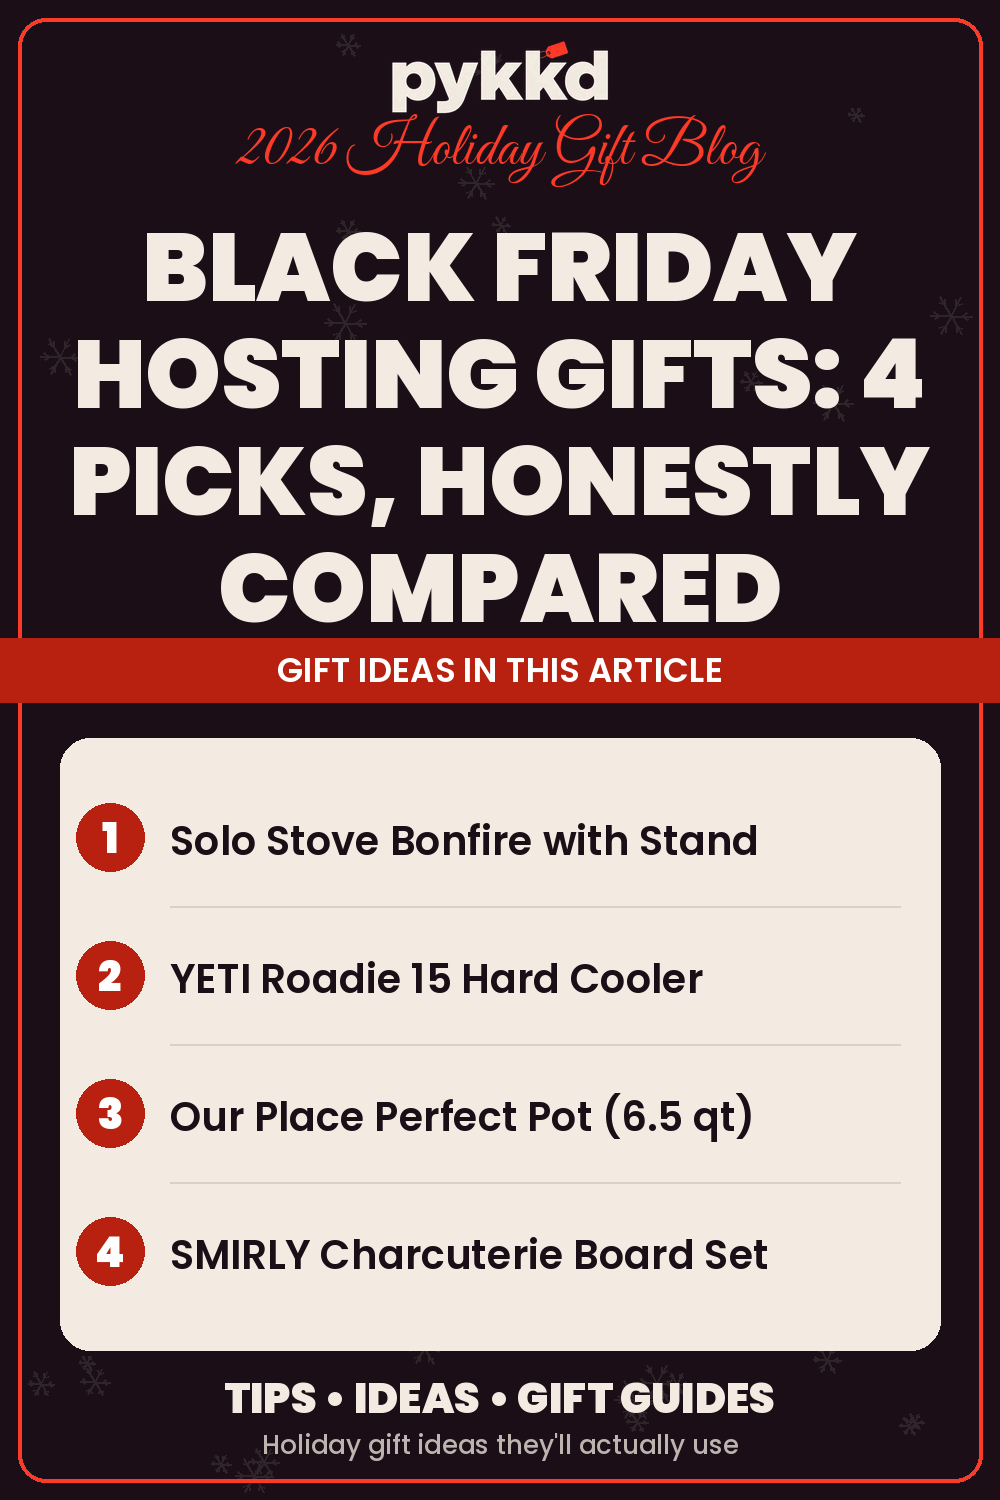 pykkd
2026 Holiday Gift Blog
BLACK FRIDAY
HOSTING GIFTS: 4
PICKS, HONESTLY
COMPARED
GIFT IDEAS IN THIS ARTICLE
1 Solo Stove Bonfire with Stand
2 YETI Roadie 15 Hard Cooler
3 Our Place Perfect Pot (6.5 qt)
4 SMIRLY Charcuterie Board Set
TIPS • IDEAS • GIFT GUIDES
Holiday gift ideas they'll actually use